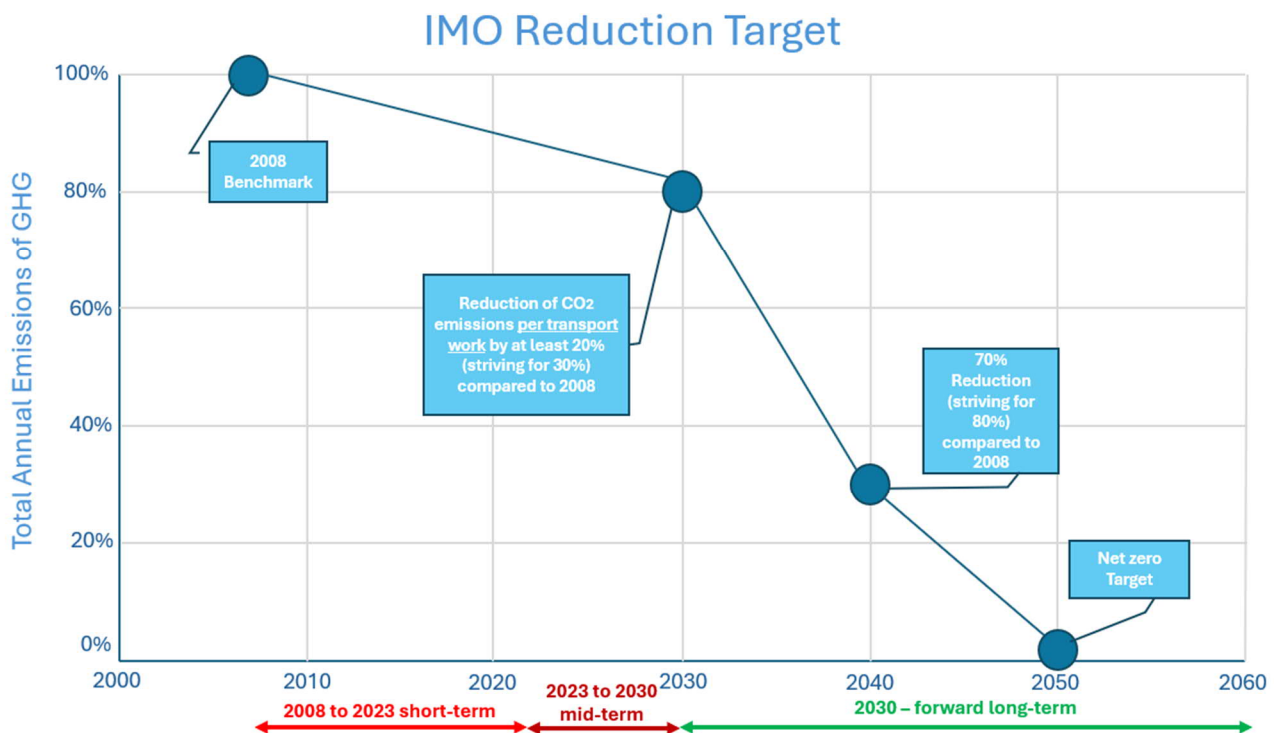 IMO Reduction Target
Total Annual Emissions of GHG
100%
80%
60%
40%
20%
0%
2008
Benchmark
Reduction of CO₂
emissions per transport
work by at least 20%
(striving for 30%)
compared to 2008
70%
Reduction
(striving for
80%)
compared to
2008
Net zero
Target
2000
2010
2020
2030
2040
2050
2060
2008 to 2023 short-term
2023 to 2030
mid-term
2030 – forward long-term